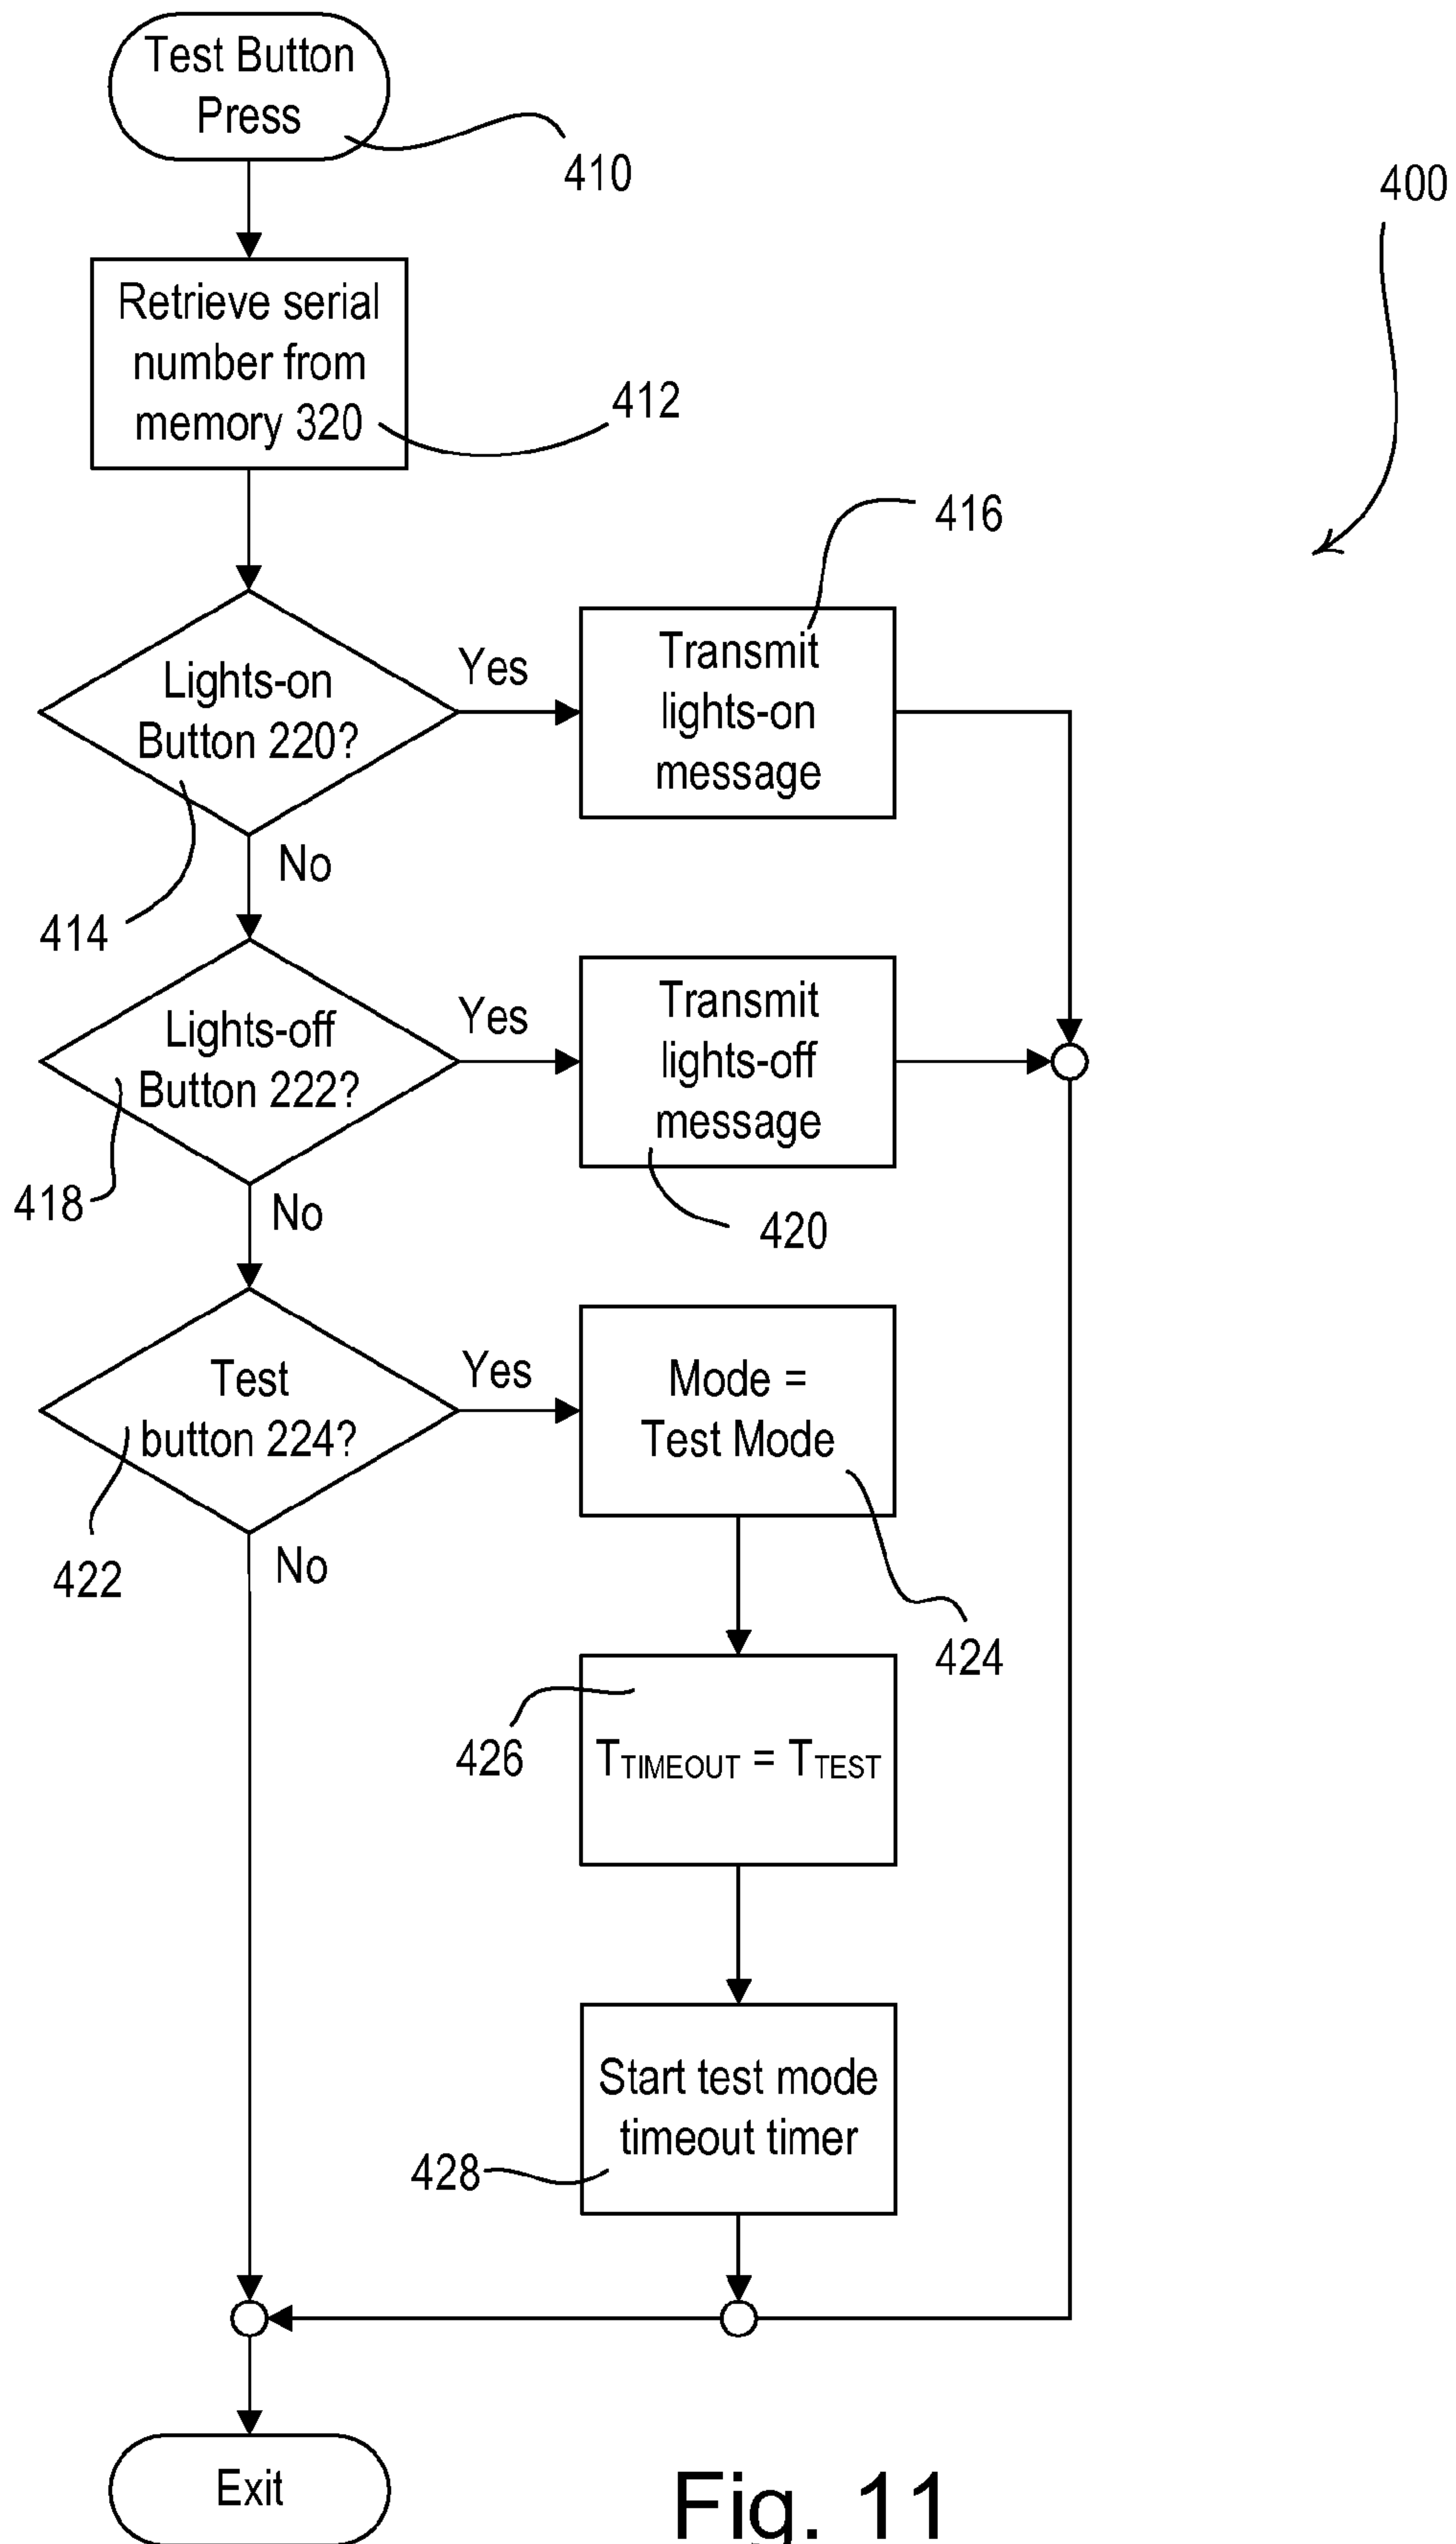 Test Button
Press
410
400
Retrieve serial
number from
memory 320
412
416
Lights-on
Button 220?
Yes
Transmit
lights-on
message
414
No
Lights-off
Button 222?
Yes
Transmit
lights-off
message
418
No
420
Test
button 224?
Yes
Mode =
Test Mode
422
No
424
426
TTIMEOUT = TTEST
Start test mode
timeout timer
428
Exit
Fig. 11